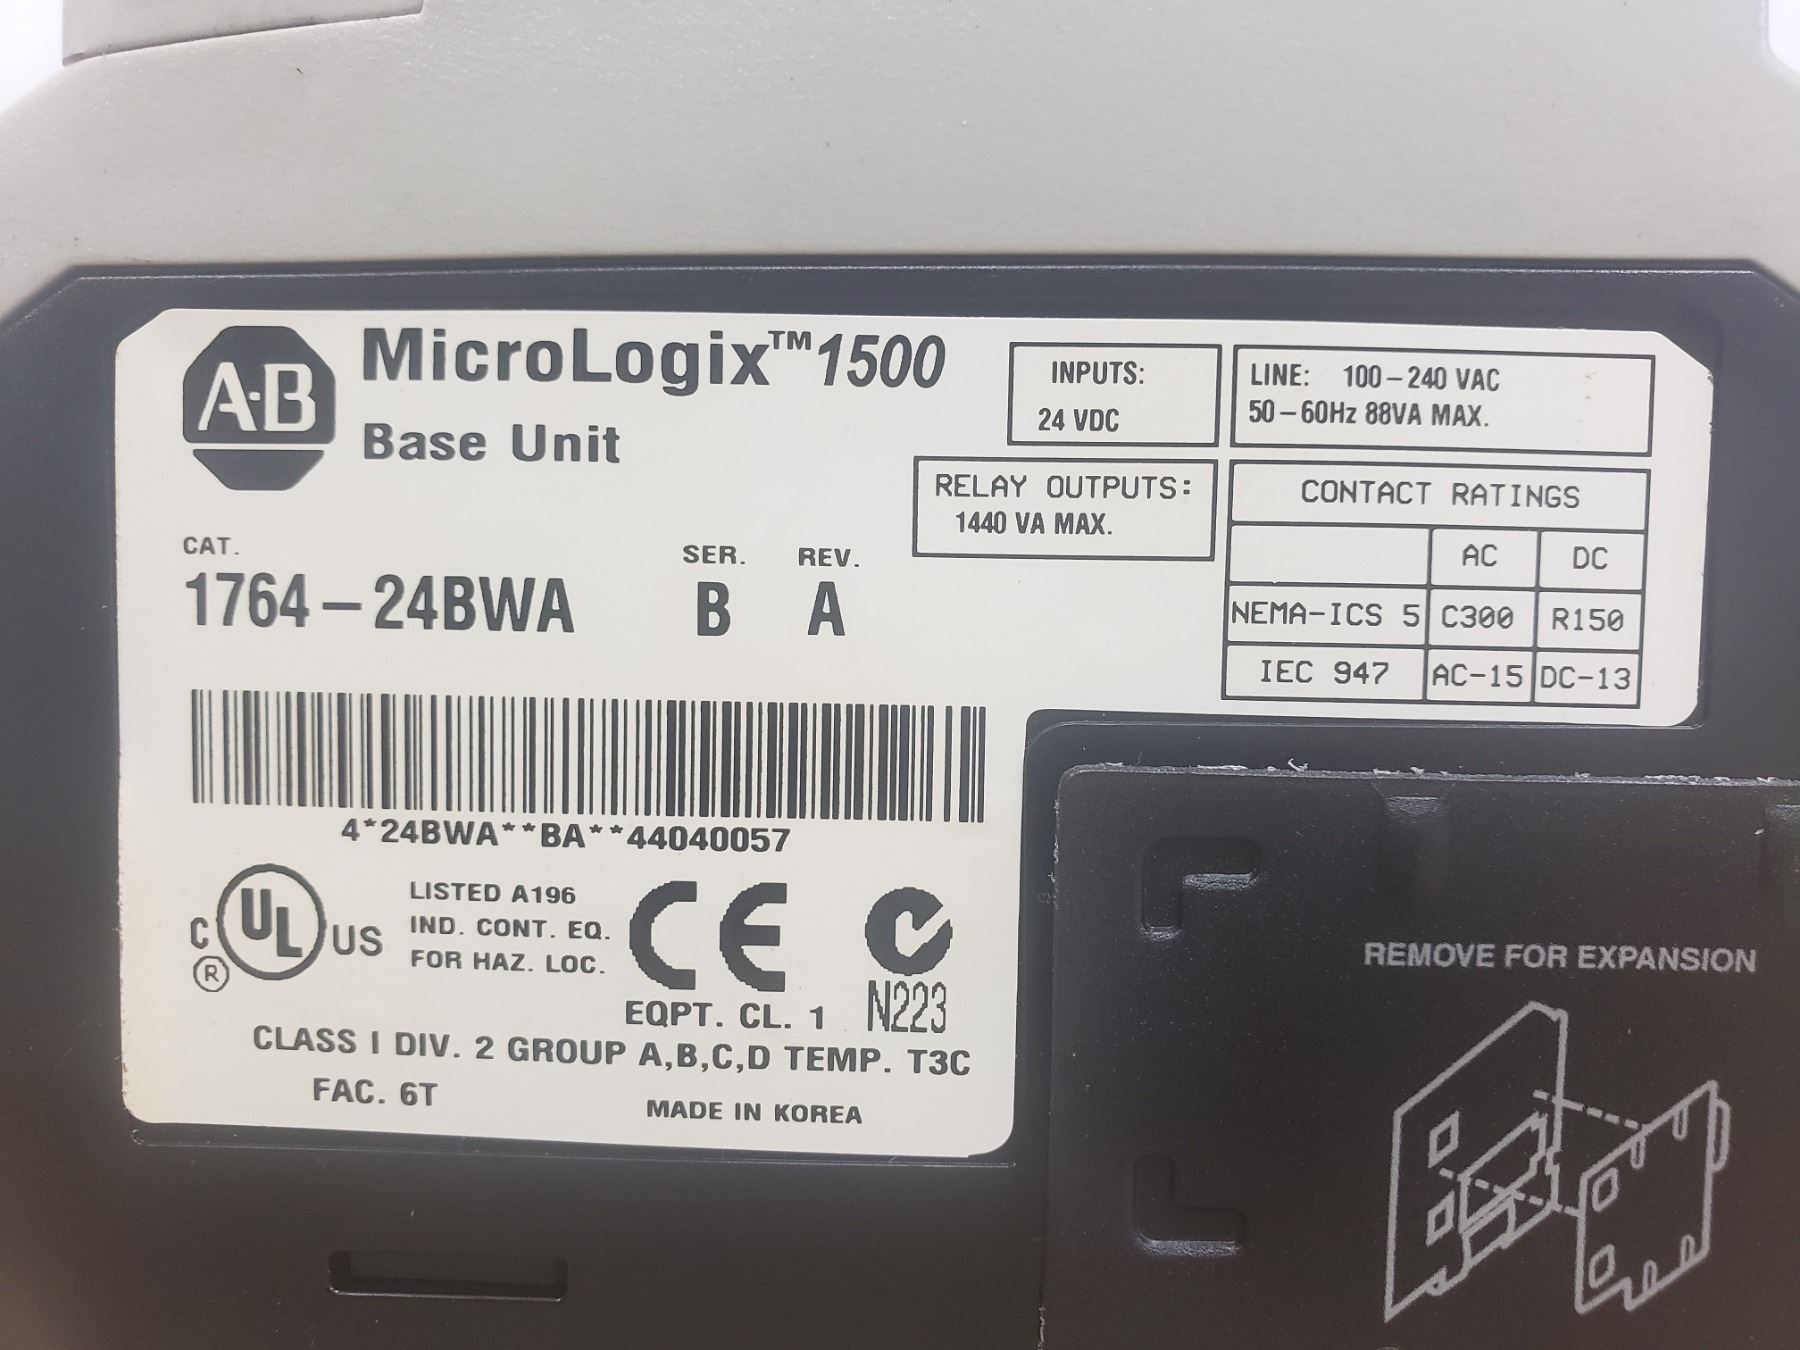 A-B
MicroLogix™1500
Base Unit
INPUTS:
24 VDC
LINE: 100-240 VAC
50-60Hz 88VA MAX.
RELAY OUTPUTS:
1440 VA MAX.
CONTACT RATINGS
AC DC
NEMA-ICS 5 C300 R150
IEC 947 AC-15 DC-13
CAT. SER. REV.
1764-24BWA B A
4*24BWA**BA**44040057
C UL US ®
LISTED A196
IND. CONT. EQ.
FOR HAZ. LOC.
CE
N223
EQPT. CL. 1
CLASS I DIV. 2 GROUP A,B,C,D TEMP. T3C
FAC. 6T
MADE IN KOREA
REMOVE FOR EXPANSION